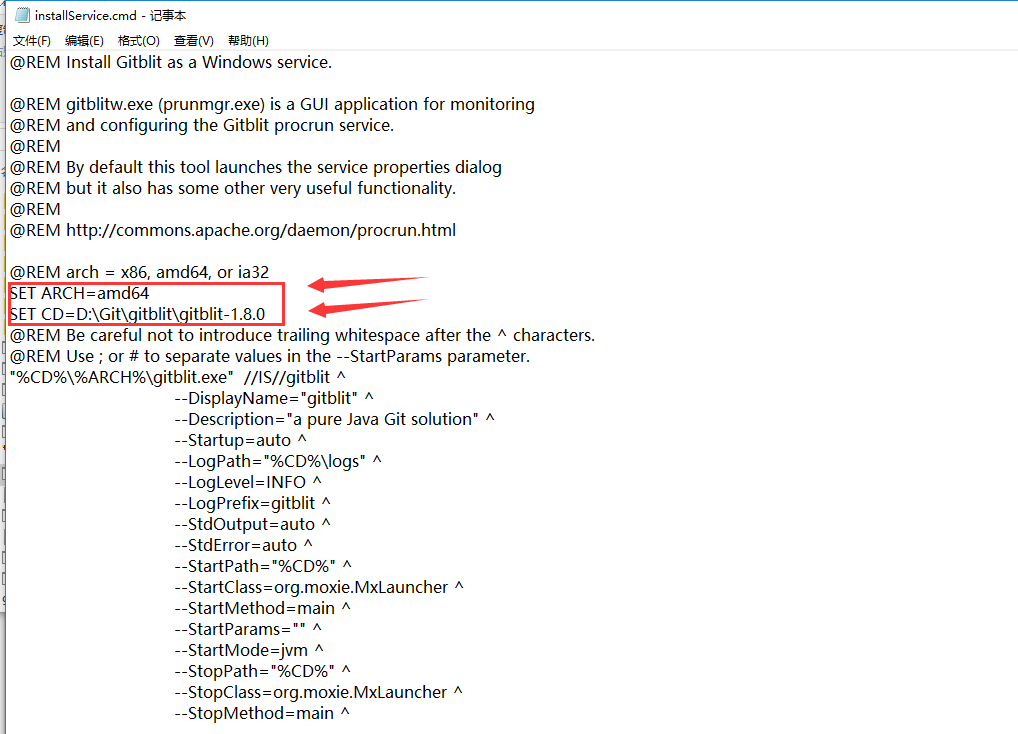 installService.cmd - 记事本
文件(F) 编辑(E) 格式(O) 查看(V) 帮助(H)
@REM Install Gitblit as a Windows service.
@REM gitblitw.exe (prunmgr.exe) is a GUI application for monitoring
@REM and configuring the Gitblit procrun service.
@REM
@REM By default this tool launches the service properties dialog
@REM but it also has some other very useful functionality.
@REM
@REM http://commons.apache.org/daemon/procrun.html
@REM arch = x86, amd64, or ia32
SET ARCH=amd64
SET CD=D:\Git\gitblit\gitblit-1.8.0
@REM Be careful not to introduce trailing whitespace after the ^ characters.
@REM Use ; or # to separate values in the --StartParams parameter.
"%CD%\%ARCH%\gitblit.exe"  //IS//gitblit ^
--DisplayName="gitblit" ^
--Description="a pure Java Git solution" ^
--Startup=auto ^
--LogPath="%CD%\logs" ^
--LogLevel=INFO ^
--LogPrefix=gitblit ^
--StdOutput=auto ^
--StdError=auto ^
--StartPath="%CD%" ^
--StartClass=org.moxie.MxLauncher ^
--StartMethod=main ^
--StartParams="" ^
--StartMode=jvm ^
--StopPath="%CD%" ^
--StopClass=org.moxie.MxLauncher ^
--StopMethod=main ^